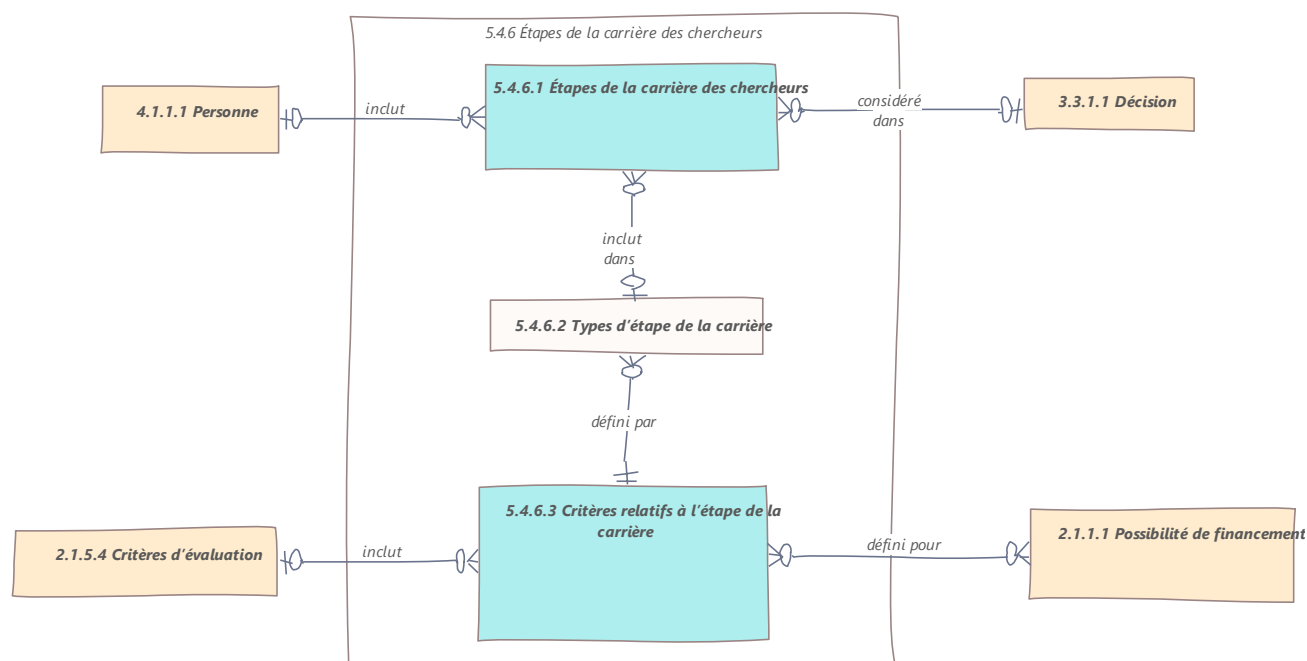 5.4.6 Étapes de la carrière des chercheurs
5.4.6.1 Étapes de la carrière des chercheurs
4.1.1.1 Personne
inclut
considéré
dans
3.3.1.1 Décision
inclut
dans
5.4.6.2 Types d'étape de la carrière
défini par
5.4.6.3 Critères relatifs à l'étape de la
carrière
2.1.5.4 Critères d'évaluation
inclut
défini pour
2.1.1.1 Possibilité de financement